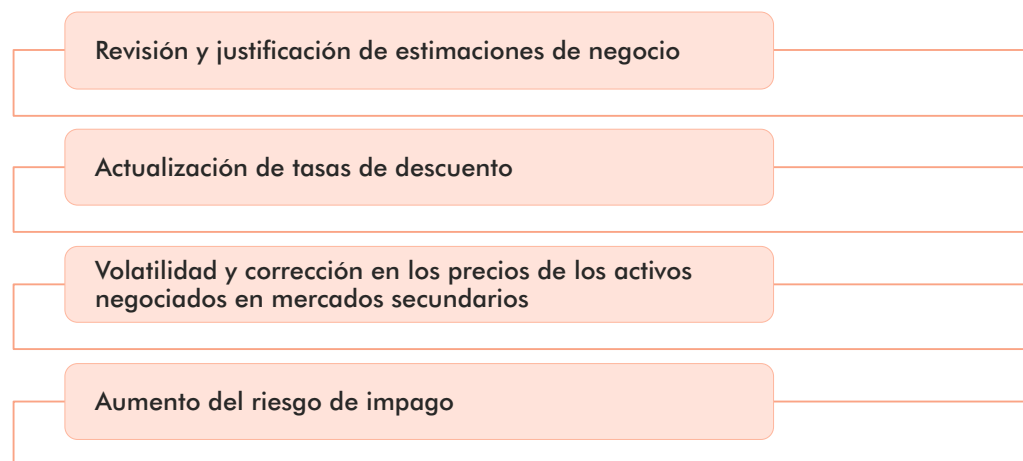 Revisión y justificación de estimaciones de negocio
Actualización de tasas de descuento
Volatilidad y corrección en los precios de los activos
negociados en mercados secundarios
Aumento del riesgo de impago